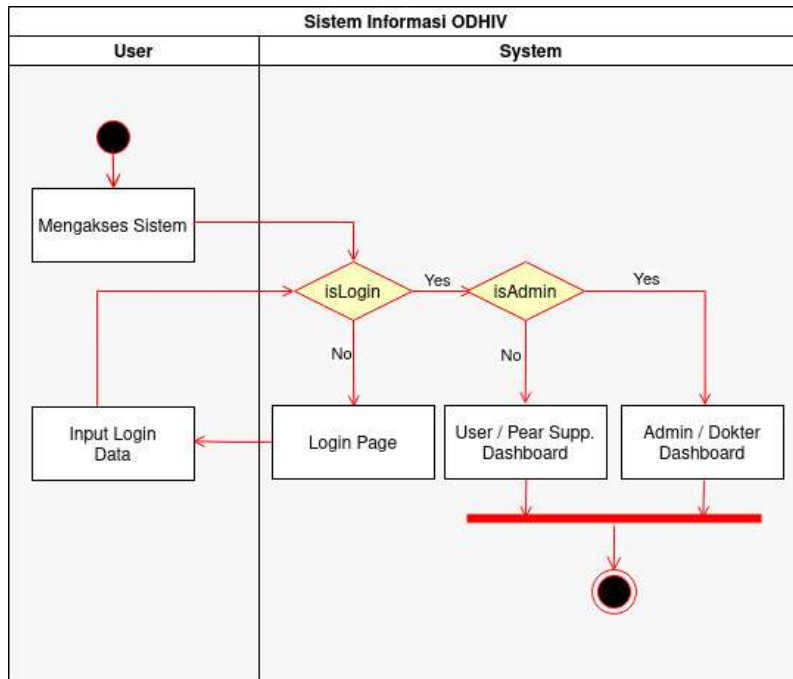 Sistem Informasi ODHIV
User
System
Mengakses Sistem
isLogin
Yes
isAdmin
Yes
No
No
Input Login
Data
Login Page
User / Pear Supp.
Dashboard
Admin / Dokter
Dashboard